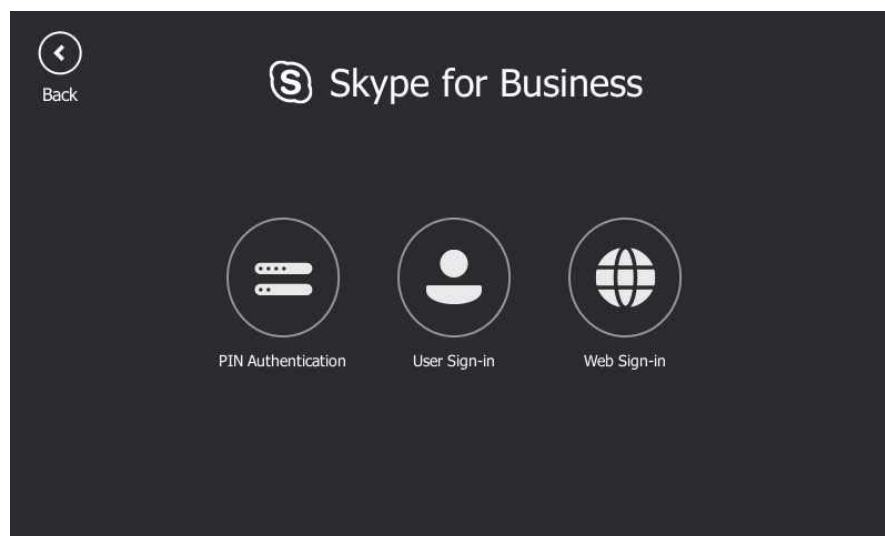 Skype for Business
Back
PIN Authentication
User Sign-in
Web Sign-in